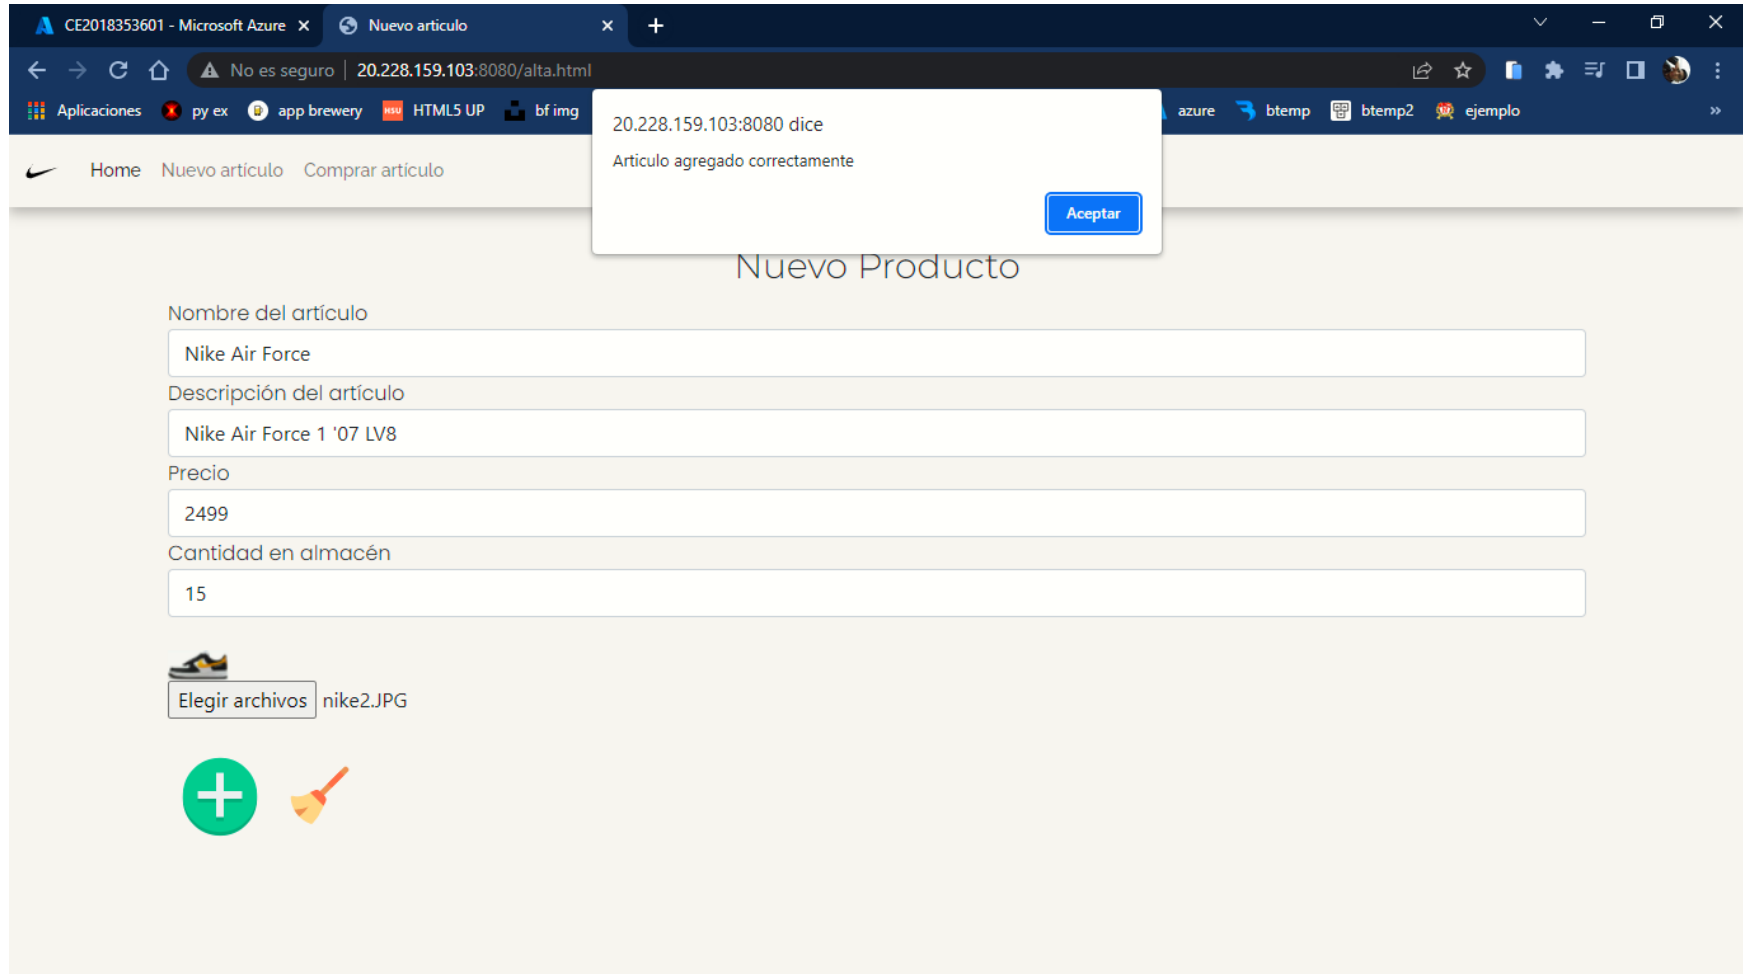 CE2018353601 - Microsoft Azure
Nuevo articulo
No es seguro | 20.228.159.103:8080/alta.html
Aplicaciones py ex app brewery HSU HTML5 UP bf img azure btemp btemp2 ejemplo »
20.228.159.103:8080 dice
Articulo agregado correctamente
Aceptar
Home Nuevo artículo Comprar artículo
Nuevo Producto
Nombre del artículo
Nike Air Force
Descripción del artículo
Nike Air Force 1 '07 LV8
Precio
2499
Cantidad en almacén
15
Elegir archivos nike2.JPG